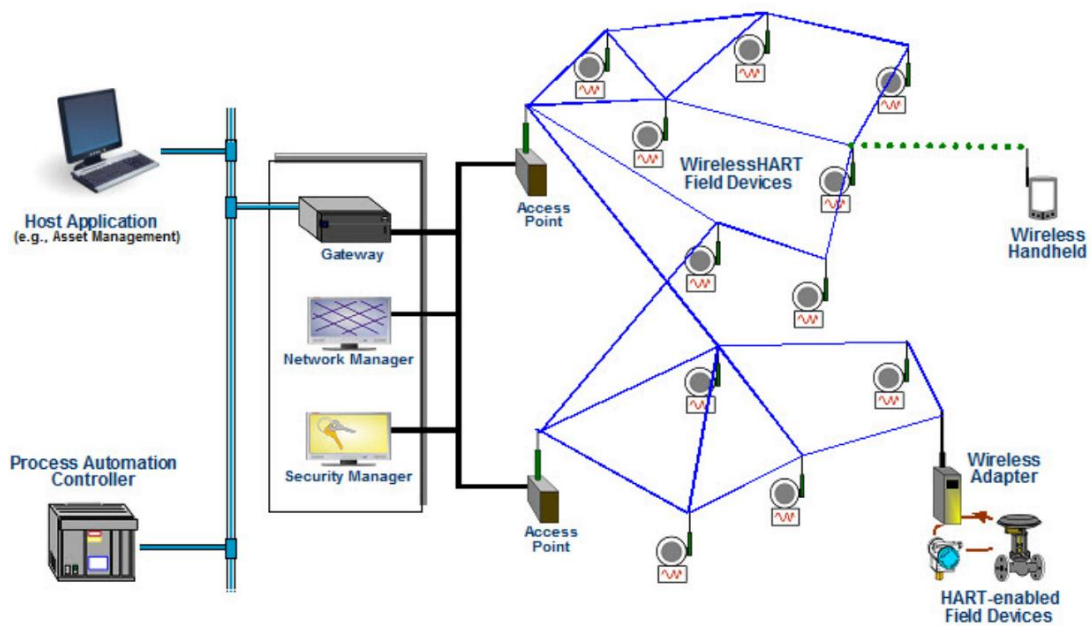 Host Application
(e.g., Asset Management)
Process Automation
Controller
Gateway
Network Manager
Security Manager
Access
Point
WirelessHART
Field Devices
Wireless
Handheld
Access
Point
Wireless
Adapter
HART-enabled
Field Devices